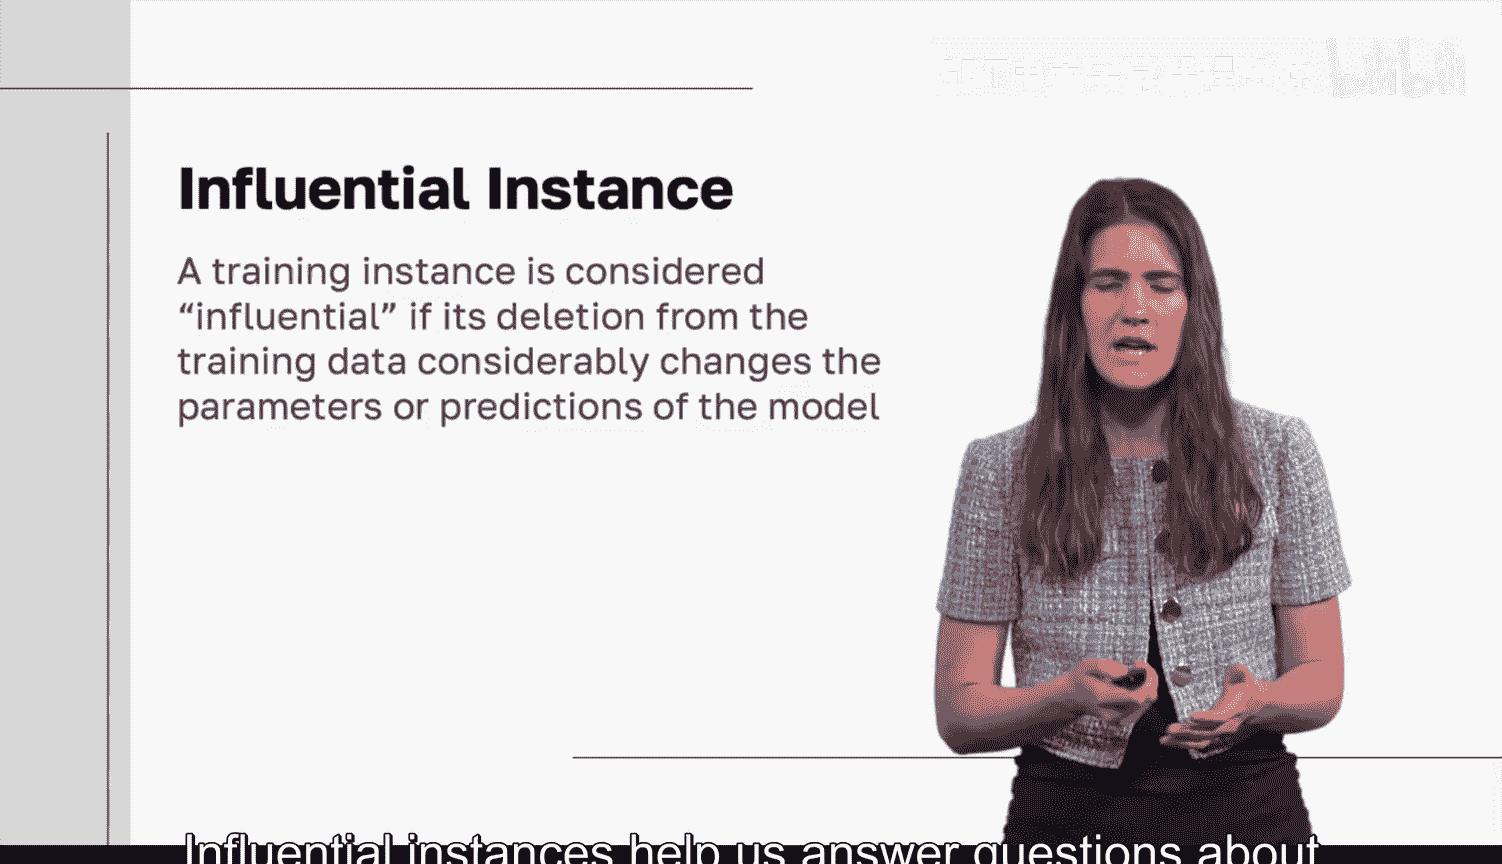 Influential Instance
A training instance is considered
“influential” if its deletion from the
training data considerably changes the
parameters or predictions of the model
Influential instances help us answer questions about